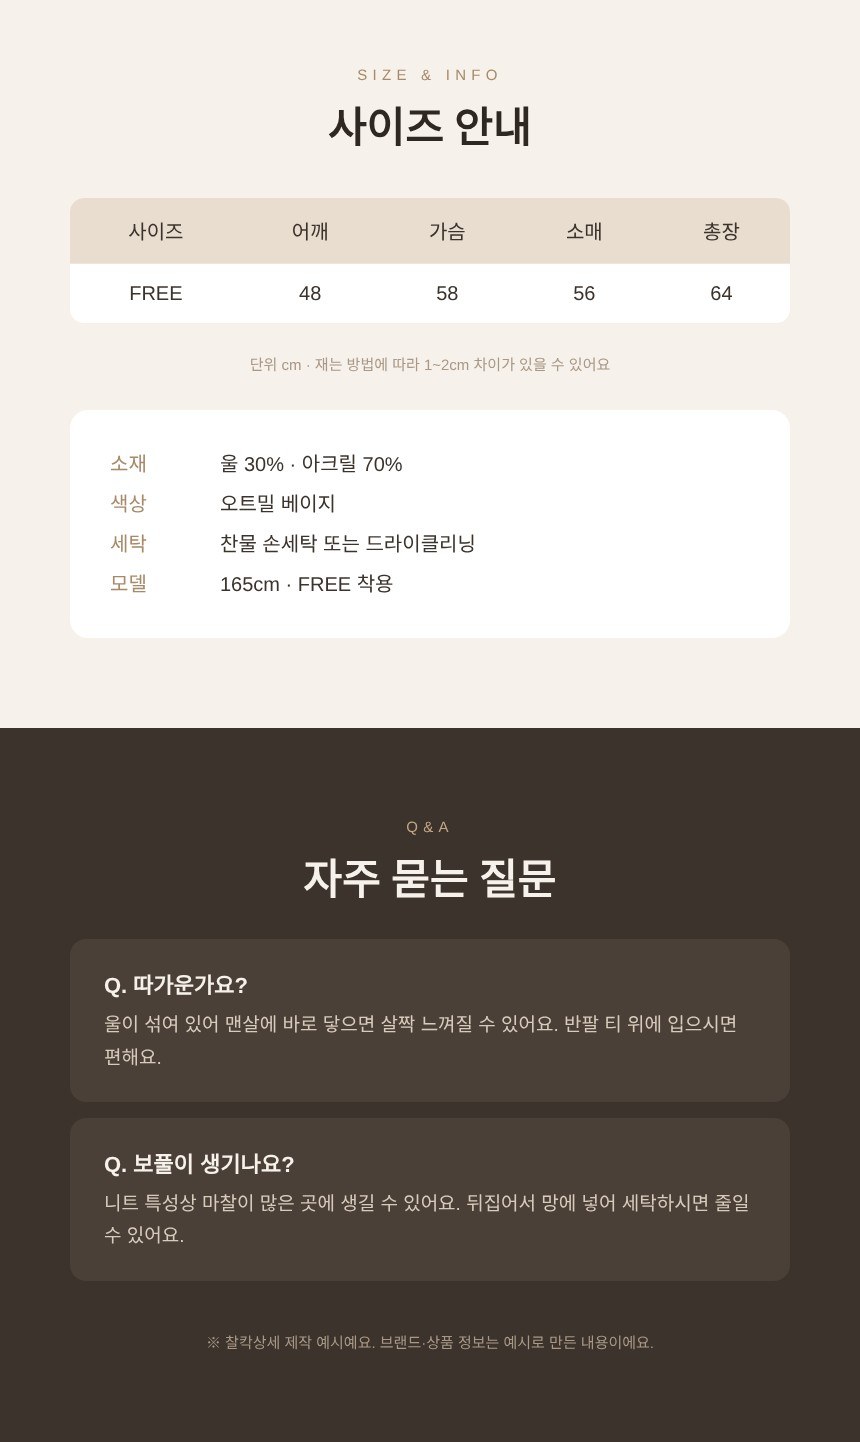 SIZE & INFO
사이즈 안내
사이즈 어깨 가슴 소매 총장
FREE 48 58 56 64
단위 cm · 재는 방법에 따라 1~2cm 차이가 있을 수 있어요
소재 울 30% · 아크릴 70%
색상 오트밀 베이지
세탁 찬물 손세탁 또는 드라이클리닝
모델 165cm · FREE 착용
Q & A
자주 묻는 질문
Q. 따가운가요?
울이 섞여 있어 맨살에 바로 닿으면 살짝 느껴질 수 있어요. 반팔 티 위에 입으시면
편해요.
Q. 보풀이 생기나요?
니트 특성상 마찰이 많은 곳에 생길 수 있어요. 뒤집어서 망에 넣어 세탁하시면 줄일
수 있어요.
※ 찰칵상세 제작 예시예요. 브랜드·상품 정보는 예시로 만든 내용이에요.